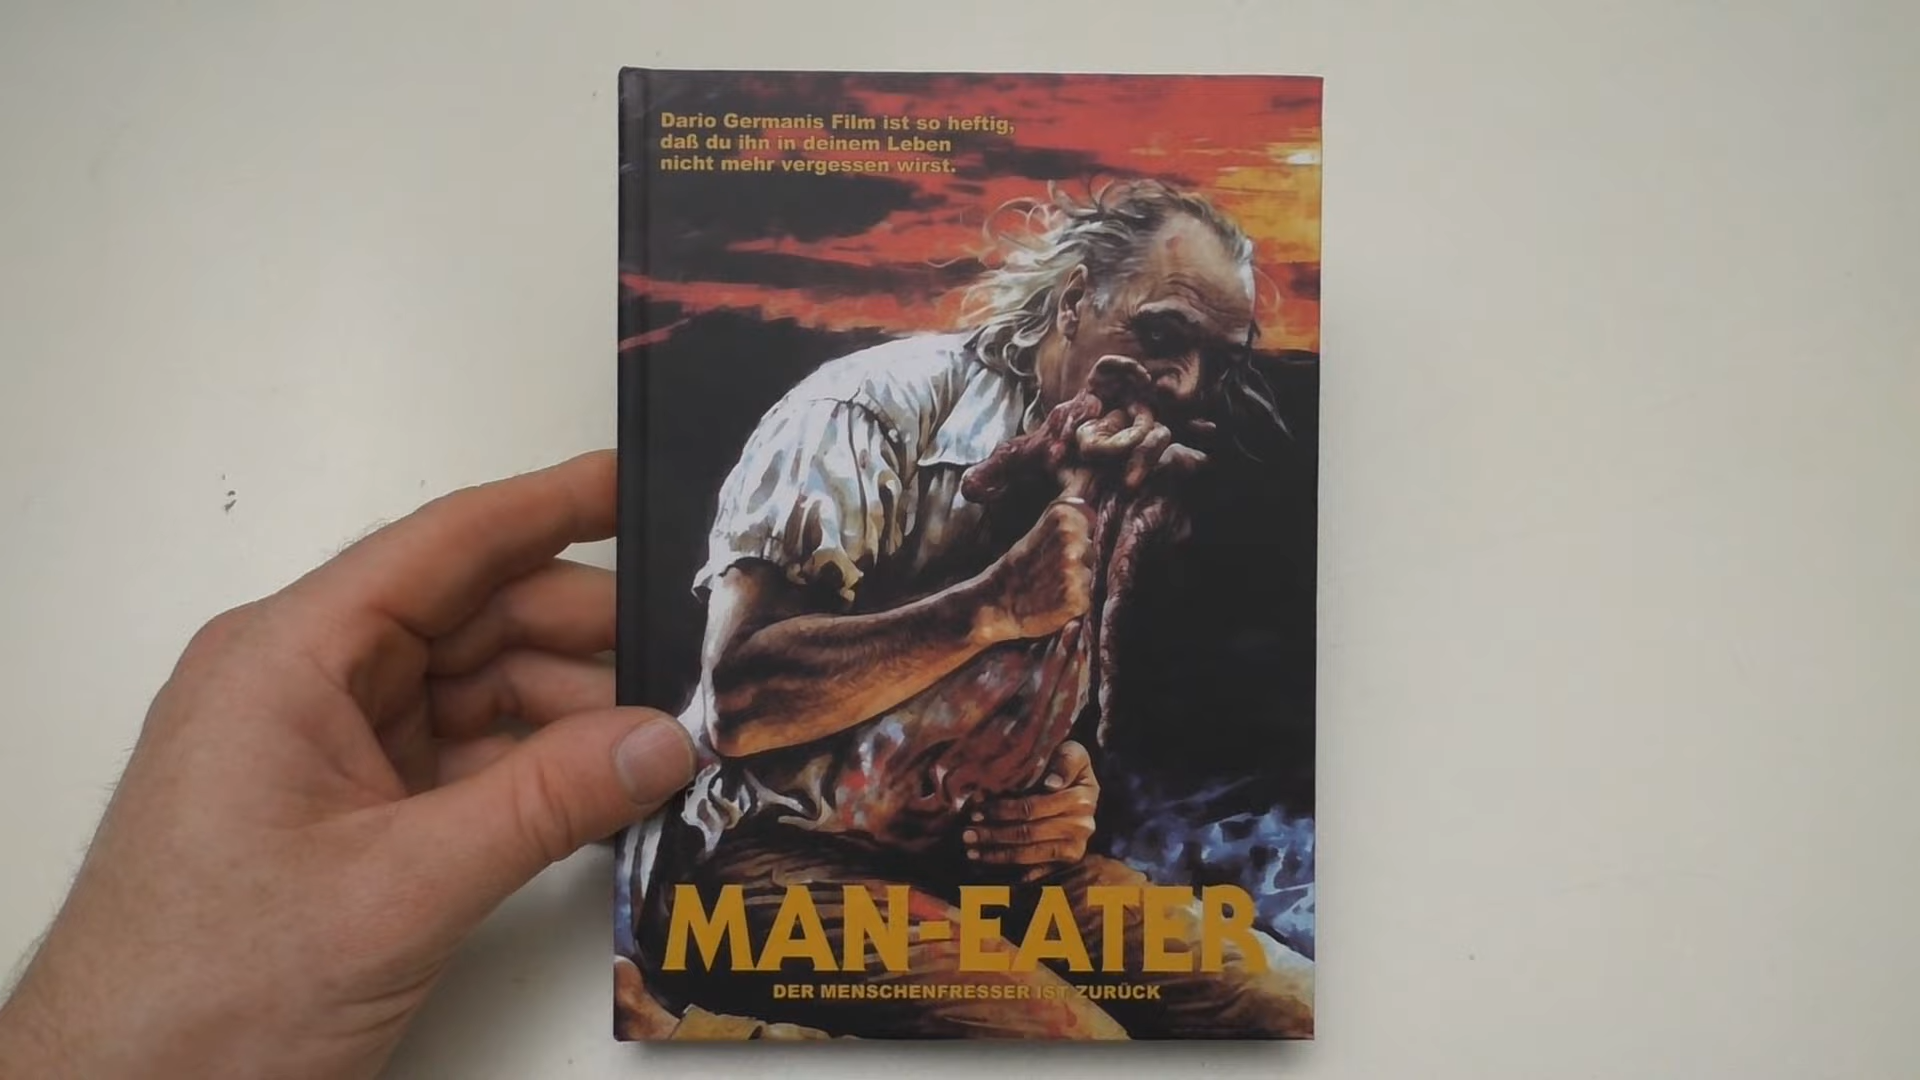 Dario Germanis Film ist so heftig,
daß du ihn in deinem Leben
nicht mehr vergessen wirst.
MAN-EATER
DER MENSCHENFRESSER IST ZURÜCK